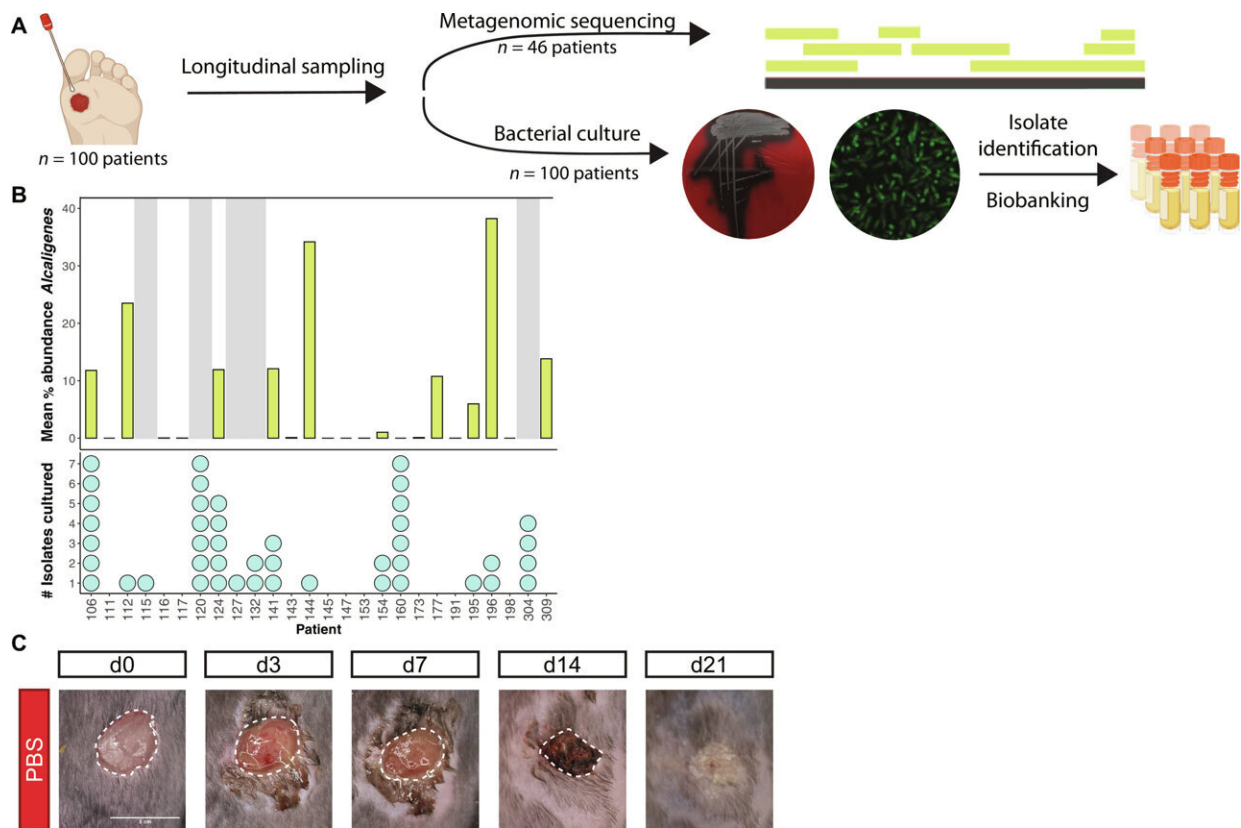 A
Longitudinal sampling
n = 100 patients
Metagenomic sequencing
n = 46 patients
Bacterial culture
n = 100 patients
Isolate
identification
Biobanking
B
Mean % abundance Alcaligenes
40
30
20
10
0
# Isolates cultured
7
6
5
4
3
2
1
106 111 112 115 116 117 120 124 127 132 141 143 144 145 147 153 154 160 173 177 191 195 196 198 304 309
Patient
C
d0 d3 d7 d14 d21
PBS